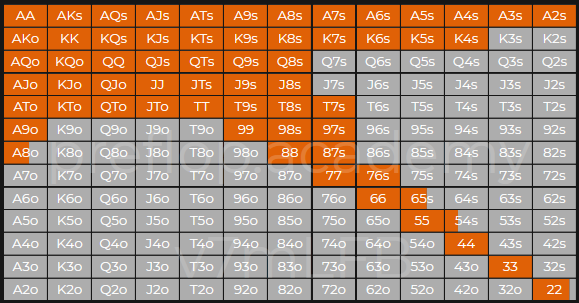 AA AKs AQs AJs ATs A9s A8s A7s A6s A5s A4s A3s A2s
AKo KK KQs KJs KTs K9s K8s K7s K6s K5s K4s K3s K2s
AQo KQo QQ QJs QTs Q9s Q8s Q7s Q6s Q5s Q4s Q3s Q2s
AJo KJo QJo JJ JTs J9s J8s J7s J6s J5s J4s J3s J2s
ATo KTo QTo JTo TT T9s T8s T7s T6s T5s T4s T3s T2s
A9o K9o Q9o J9o T9o 99 98s 97s 96s 95s 94s 93s 92s
A8o K8o Q8o J8o T8o 98o 88 87s 86s 85s 84s 83s 82s
A7o K7o Q7o J7o T7o 97o 87o 77 76s 75s 74s 73s 72s
A6o K6o Q6o J6o T6o 96o 86o 76o 66 65s 64s 63s 62s
A5o K5o Q5o J5o T5o 95o 85o 75o 65o 55 54s 53s 52s
A4o K4o Q4o J4o T4o 94o 84o 74o 64o 54o 44 43s 42s
A3o K3o Q3o J3o T3o 93o 83o 73o 63o 53o 43o 33 32s
A2o K2o Q2o J2o T2o 92o 82o 72o 62o 52o 42o 32o 22
preflop.academy